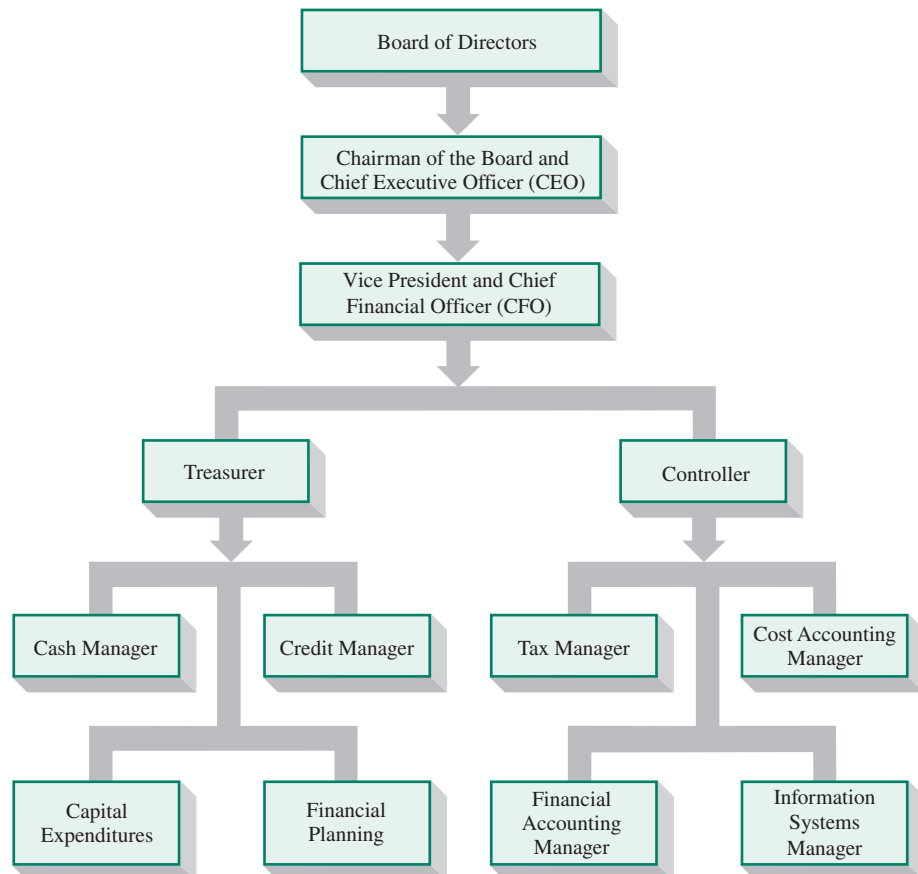 Board of Directors
Chairman of the Board and
Chief Executive Officer (CEO)
Vice President and Chief
Financial Officer (CFO)
Treasurer
Controller
Cash Manager
Credit Manager
Tax Manager
Cost Accounting
Manager
Capital
Expenditures
Financial
Planning
Financial
Accounting
Manager
Information
Systems
Manager